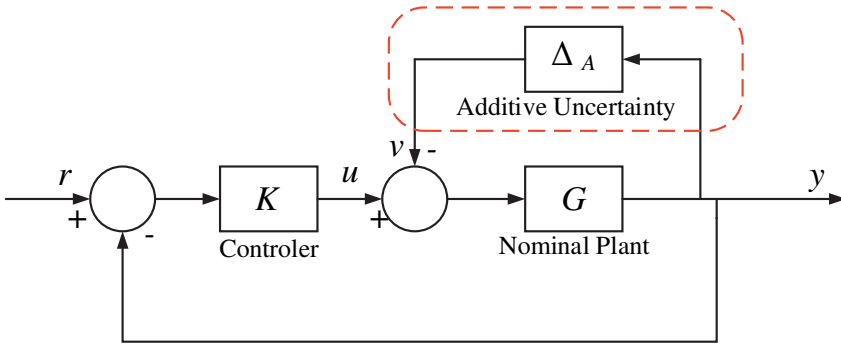 Δ A
Additive Uncertainty
v -
r
+
-
K
Controler
u
+
G
Nominal Plant
y